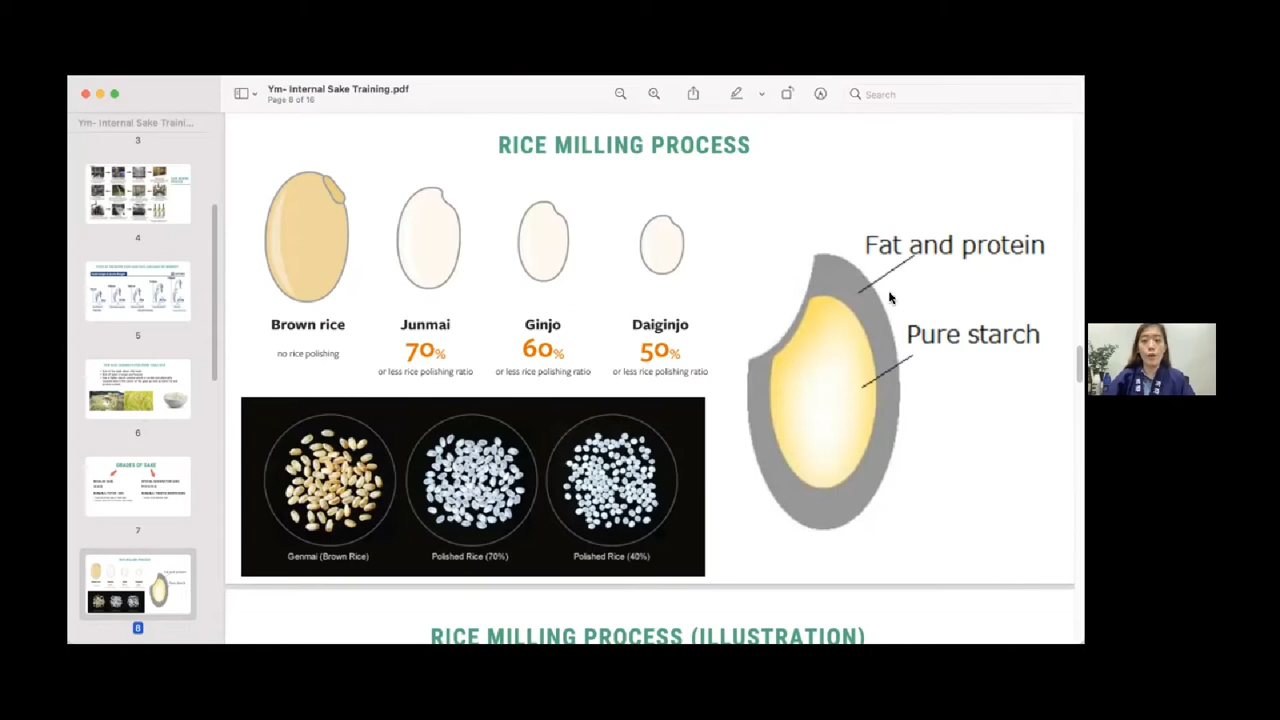 Ym- Internal Sake Training.pdf
Page 8 of 16
Search
Ym- Internal Sake Traini...
3
4
5
6
GRADES OF SAKE
7
8
RICE MILLING PROCESS
Brown rice
no rice polishing
Junmai
70%
or less rice polishing ratio
Ginjo
60%
or less rice polishing ratio
Daiginjo
50%
or less rice polishing ratio
Fat and protein
Pure starch
Genmai (Brown Rice)
Polished Rice (70%)
Polished Rice (40%)
RICE MILLING PROCESS (ILLUSTRATION)